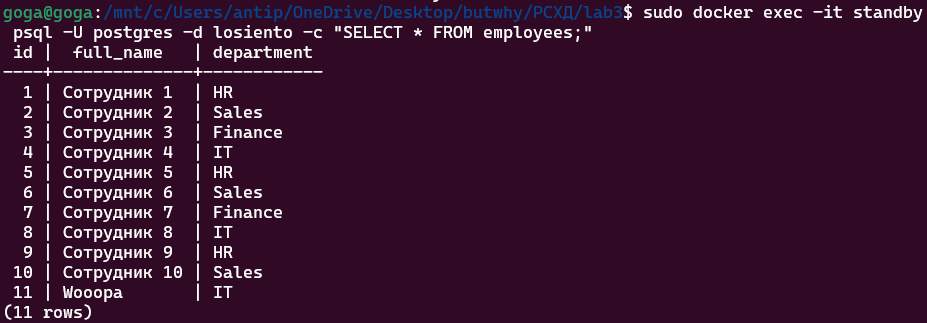 goga@goga:/mnt/c/Users/antip/OneDrive/Desktop/butwhy/РСХД/lab3$ sudo docker exec -it standby
psql -U postgres -d losiento -c "SELECT * FROM employees;"
 id |  full_name   | department
----+--------------+------------
  1 | Сотрудник 1  | HR
  2 | Сотрудник 2  | Sales
  3 | Сотрудник 3  | Finance
  4 | Сотрудник 4  | IT
  5 | Сотрудник 5  | HR
  6 | Сотрудник 6  | Sales
  7 | Сотрудник 7  | Finance
  8 | Сотрудник 8  | IT
  9 | Сотрудник 9  | HR
 10 | Сотрудник 10 | Sales
 11 | Wooopa       | IT
(11 rows)